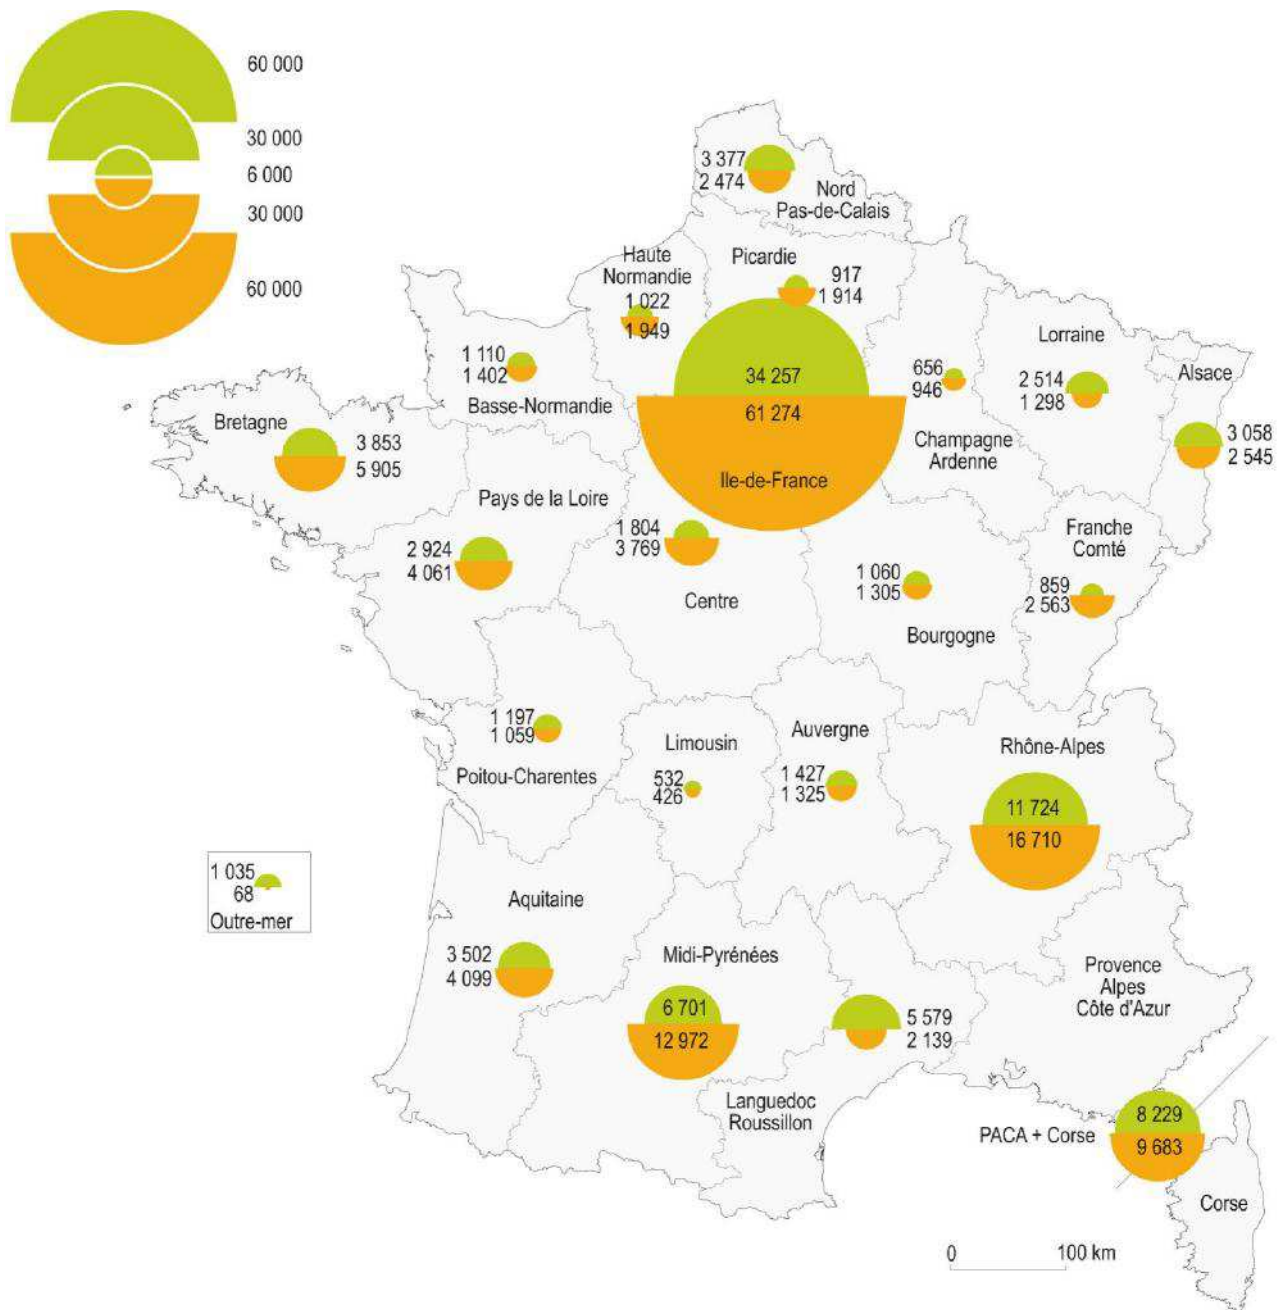 60 000
30 000
6 000
30 000
60 000
3 377
2 474
Nord
Pas-de-Calais
Haute
Normandie
1 022
1 949
Picardie
917
1 914
1 110
1 402
Basse-Normandie
34 257
61 274
Ile-de-France
656
946
Champagne
Ardenne
Lorraine
2 514
1 298
Alsace
3 058
2 545
Bretagne
3 853
5 905
Pays de la Loire
2 924
4 061
1 804
3 769
Centre
1 060
1 305
Bourgogne
Franche
Comté
859
2 563
1 197
1 059
Poitou-Charentes
Limousin
532
426
Auvergne
1 427
1 325
Rhône-Alpes
11 724
16 710
1 035
68
Outre-mer
Aquitaine
3 502
4 099
Midi-Pyrénées
6 701
12 972
5 579
2 139
Languedoc
Roussillon
Provence
Alpes
Côte d'Azur
PACA + Corse
8 229
9 683
Corse
0 100 km